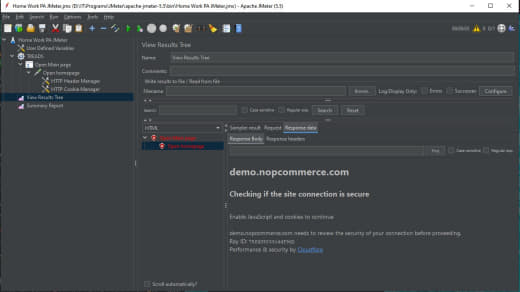 Home Work PA JMeter.jmx (D:\IT\Programs\JMeter\apache-jmeter-5.5\bin\Home Work PA JMeter.jmx) - Apache JMeter (5.5)
File Edit Search Run Options Tools Help
Home Work PA JMeter
User Defined Variables
THREADS
Open Main page
Open homepage
HTTP Header Manager
HTTP Cookie Manager
View Results Tree
Summary Report
View Results Tree
Name: View Results Tree
Comments:
Write results to file / Read from file
Filename Browse... Log/Display Only: Errors Successes Configure
Search: Case sensitive Regular exp. Search Reset
HTML
Sampler result Request Response data
Open homepage
Response Body Response headers
Find Case sensitive Regular exp.
demo.nopcommerce.com
Checking if the site connection is secure
Enable JavaScript and cookies to continue
demo.nopcommerce.com needs to review the security of your connection before proceeding.
Ray ID:
Performance & security by Cloudflare
Scroll automatically?